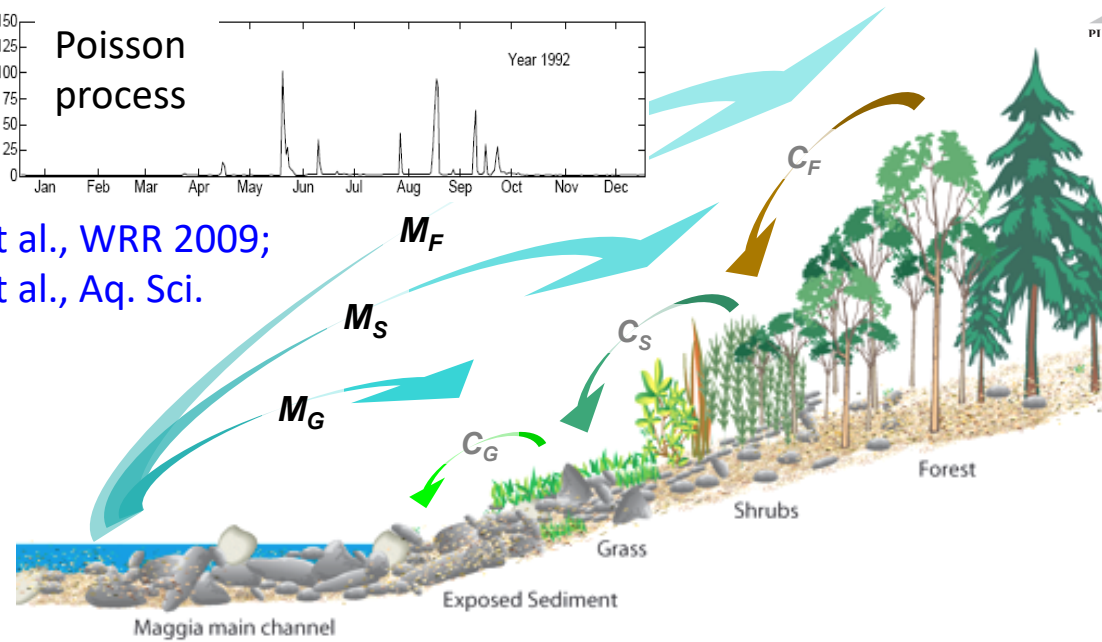 150
125
100
75
50
25
0
Poisson
process
Year 1992
Jan Feb Mar Apr May Jun Jul Aug Sep Oct Nov Dec
t al., WRR 2009;
t al., Aq. Sci.
M_F
M_S
M_G
C_F
C_S
C_G
Forest
Shrubs
Grass
Exposed Sediment
Maggia main channel